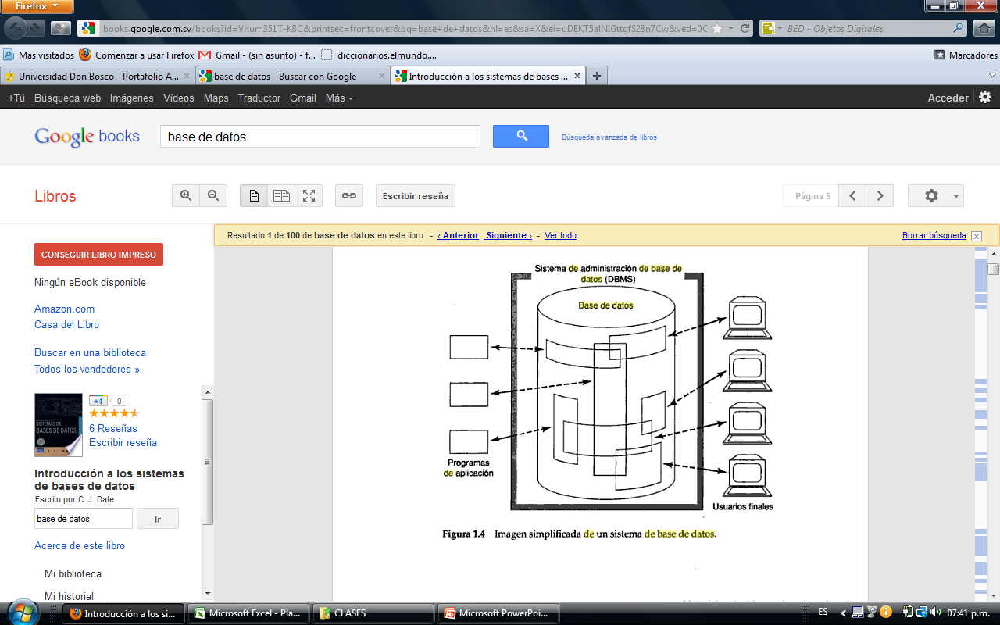 Firefox
books.google.com.sv/books?id=Vhum351T-K8C&printsec=frontcover&dq=base+de+datos&hl=es&sa=X&ei=uDEKT5alNIGttgfS28n7Cw&ved=0C
BED - Objetos Digitales
Más visitados Comenzar a usar Firefox Gmail - (sin asunto) - f... diccionarios.elmundo.... Marcadores
Universidad Don Bosco - Portafolio A... base de datos - Buscar con Google Introducción a los sistemas de bases ...
+Tú Búsqueda web Imágenes Vídeos Maps Traductor Gmail Más Acceder
Google books base de datos Búsqueda avanzada de libros
Libros Escribir reseña Página 5
Resultado 1 de 100 de base de datos en este libro - ‹ Anterior Siguiente › - Ver todo Borrar búsqueda
CONSEGUIR LIBRO IMPRESO
Ningún eBook disponible
Amazon.com
Casa del Libro
Buscar en una biblioteca
Todos los vendedores »
SISTEMAS DE
BASES DE DATOS
+1 0
6 Reseñas
Escribir reseña
Introducción a los sistemas
de bases de datos
Escrito por C. J. Date
base de datos Ir
Acerca de este libro
Mi biblioteca
Mi historial
Sistema de administración de base de
datos (DBMS)
Base de datos
Programas
de aplicación
Usuarios finales
Figura 1.4 Imagen simplificada de un sistema de base de datos.
Introducción a los si... Microsoft Excel - Pla... CLASES Microsoft PowerPoi... ES 07:41 p.m.